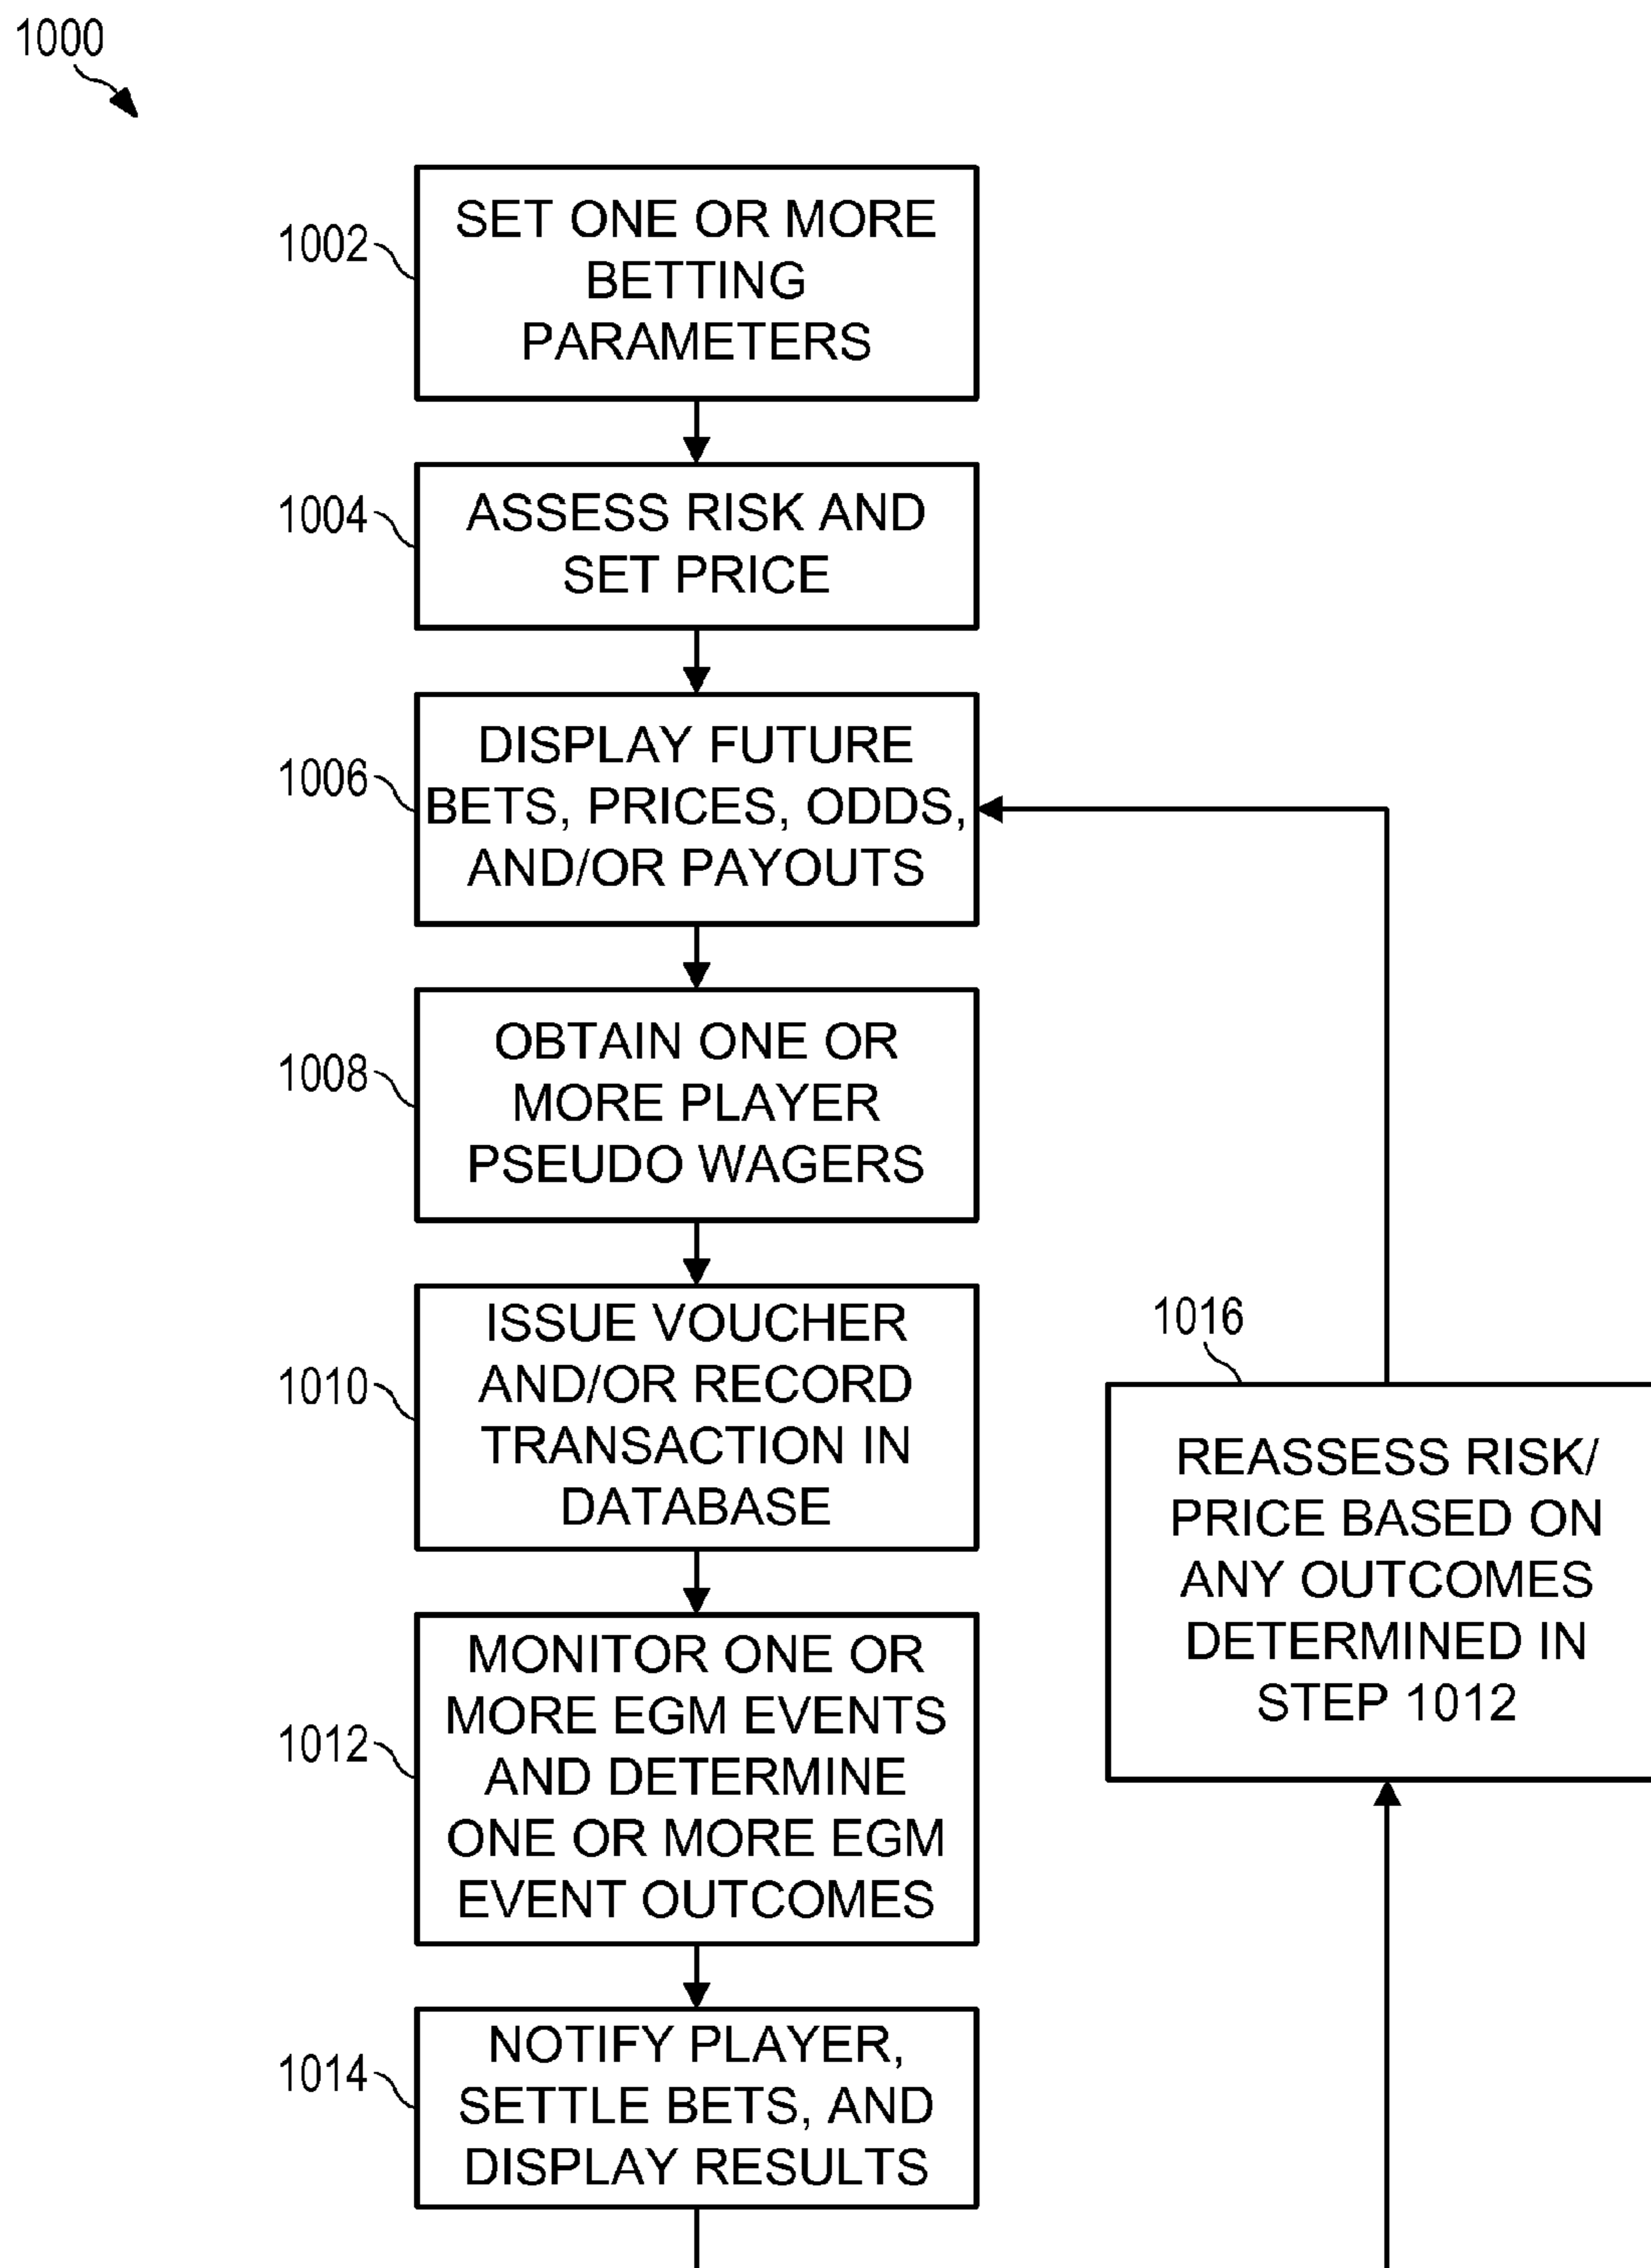 1000
1002
SET ONE OR MORE
BETTING
PARAMETERS
1004
ASSESS RISK AND
SET PRICE
1006
DISPLAY FUTURE
BETS, PRICES, ODDS,
AND/OR PAYOUTS
1008
OBTAIN ONE OR
MORE PLAYER
PSEUDO WAGERS
1010
ISSUE VOUCHER
AND/OR RECORD
TRANSACTION IN
DATABASE
1012
MONITOR ONE OR
MORE EGM EVENTS
AND DETERMINE
ONE OR MORE EGM
EVENT OUTCOMES
1014
NOTIFY PLAYER,
SETTLE BETS, AND
DISPLAY RESULTS
1016
REASSESS RISK/
PRICE BASED ON
ANY OUTCOMES
DETERMINED IN
STEP 1012